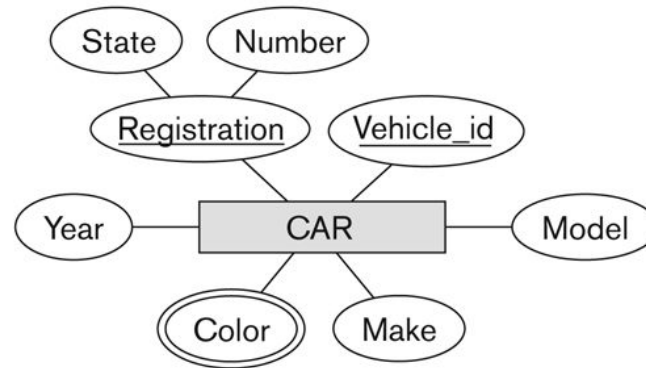 State
Number
Registration
Vehicle_id
Year
CAR
Model
Color
Make